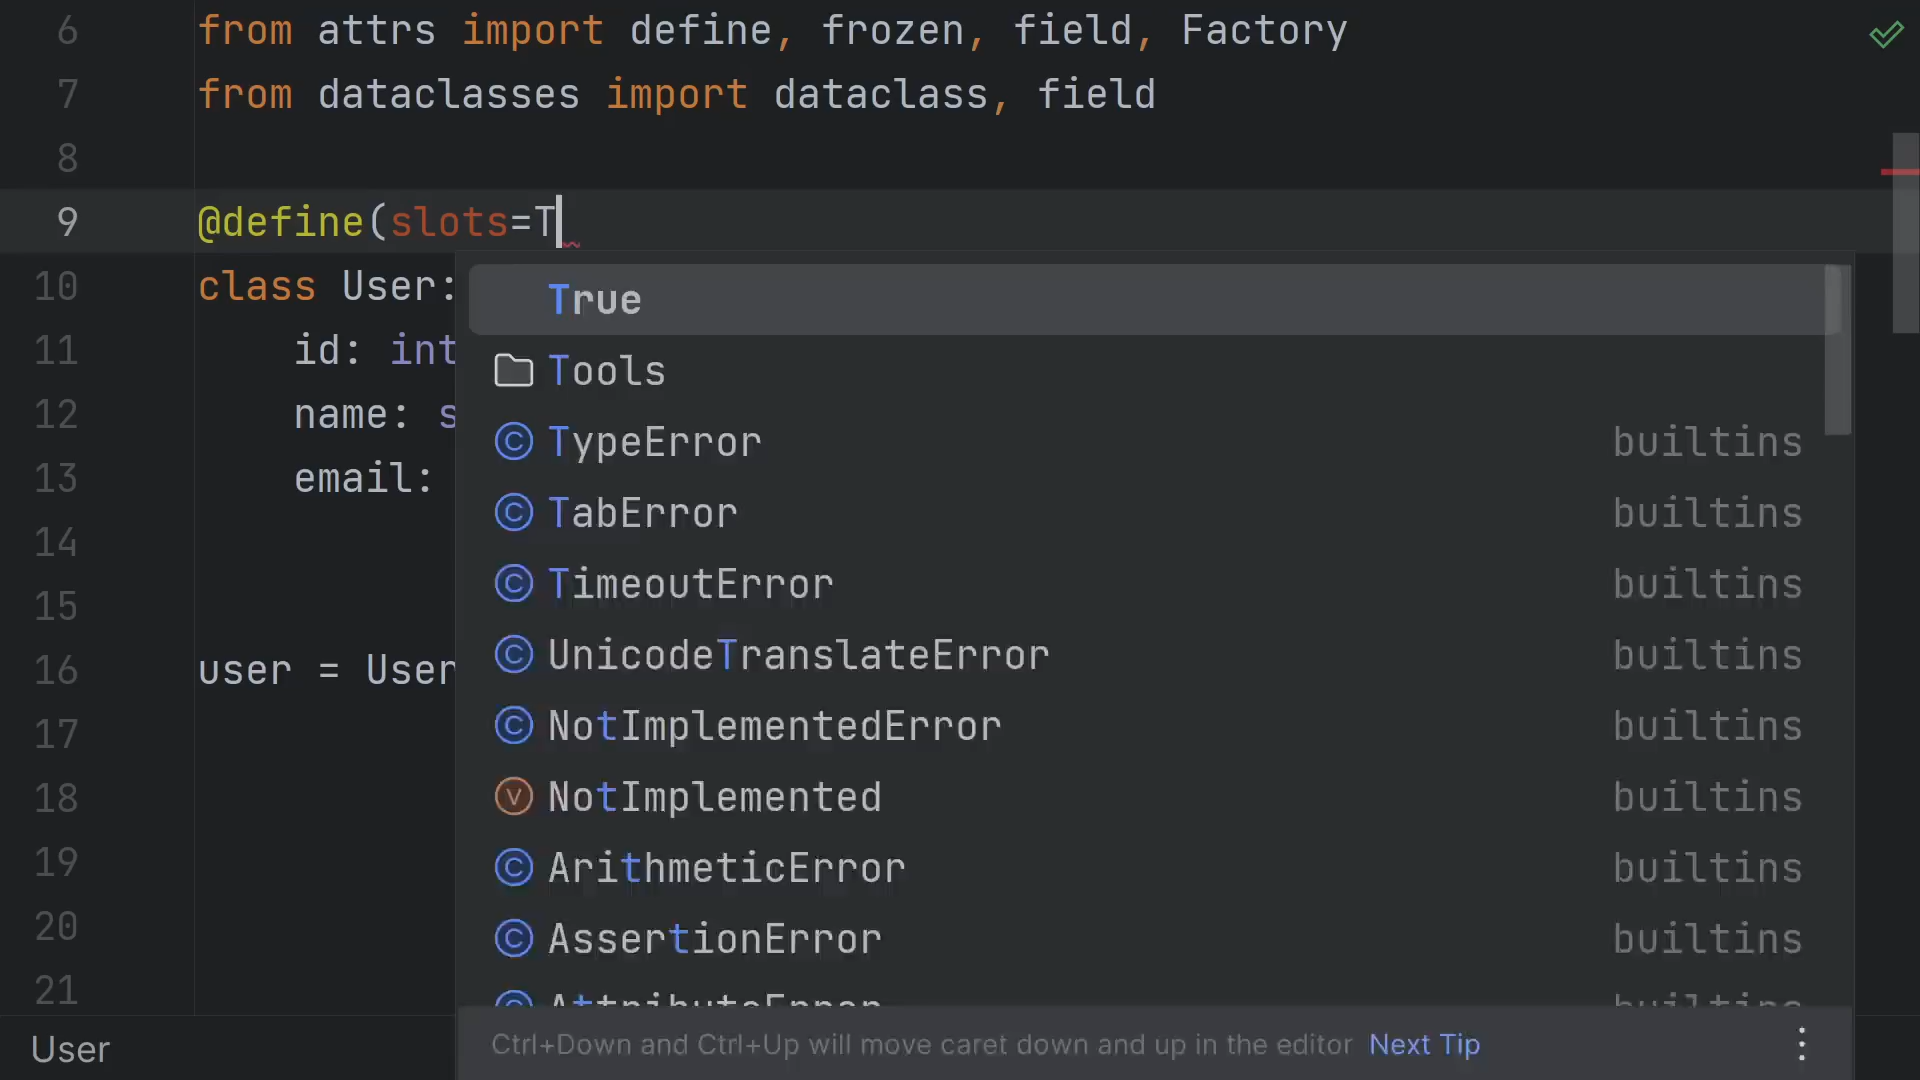 6 from attrs import define, frozen, field, Factory
7 from dataclasses import dataclass, field
8
9 @define(slots=T
10 class User:
11 id: int
12 name: s
13 email:
14
15
16 user = User
17
18
19
20
21
True
Tools
TypeError builtins
TabError builtins
TimeoutError builtins
UnicodeTranslateError builtins
NotImplementedError builtins
NotImplemented builtins
ArithmeticError builtins
AssertionError builtins
AttributeError builtins
Ctrl+Down and Ctrl+Up will move caret down and up in the editor Next Tip
User